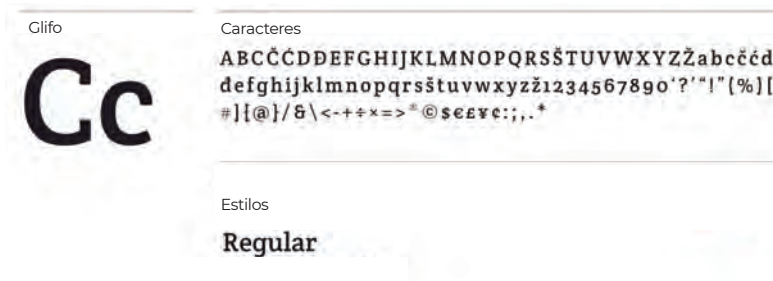 Glifo
Cc
Caracteres
ABCČĆDĐEFGHIJKLMNOPQRSŠTUVWXYZŽabcčćd
đefghijklmnopqrsštuvwxyzž1234567890‘?’“!”(%)[
#]{@}/&\<-+÷×=>®©$€£¥¢:;,.*
Estilos
Regular